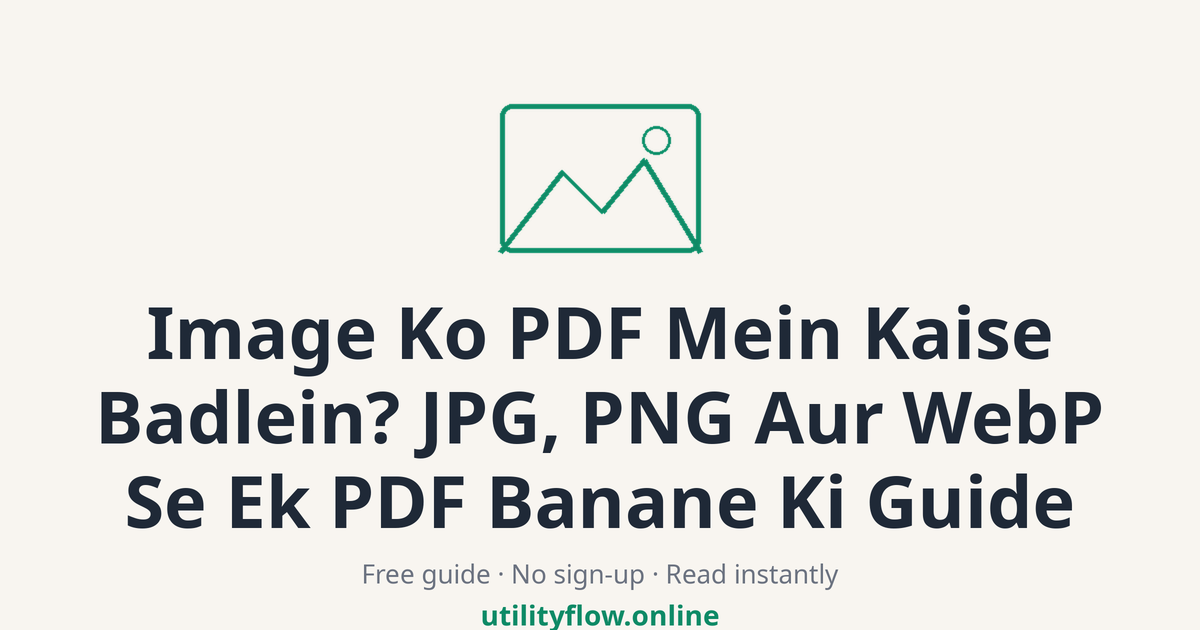 Image Ko PDF Mein Kaise
Badlein? JPG, PNG Aur WebP
Se Ek PDF Banane Ki Guide
Free guide · No sign-up · Read instantly
utilityflow.online